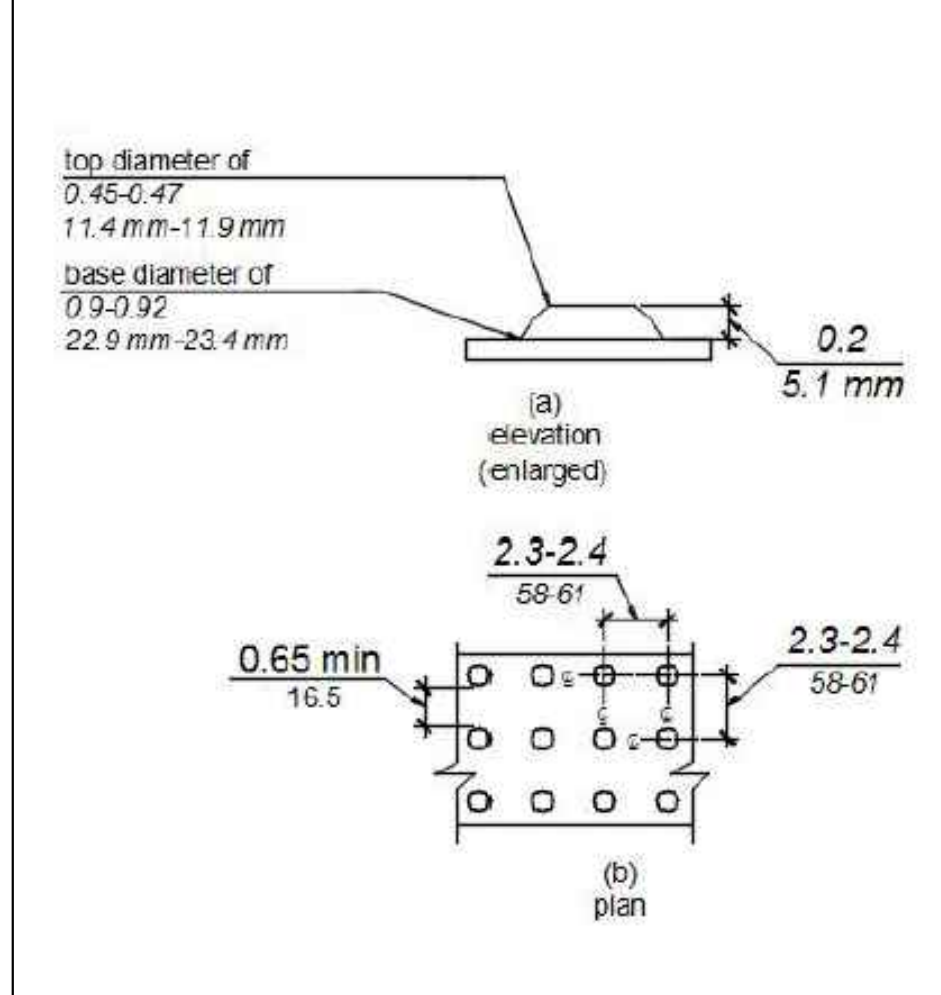 top diameter of
0.45-0.47
11.4 mm-11.9 mm
base diameter of
0.9-0.92
22.9 mm-23.4 mm
0.2
5.1 mm
(a)
elevation
(enlarged)
2.3-2.4
58-61
0.65 min
16.5
2.3-2.4
58-61
(b)
plan